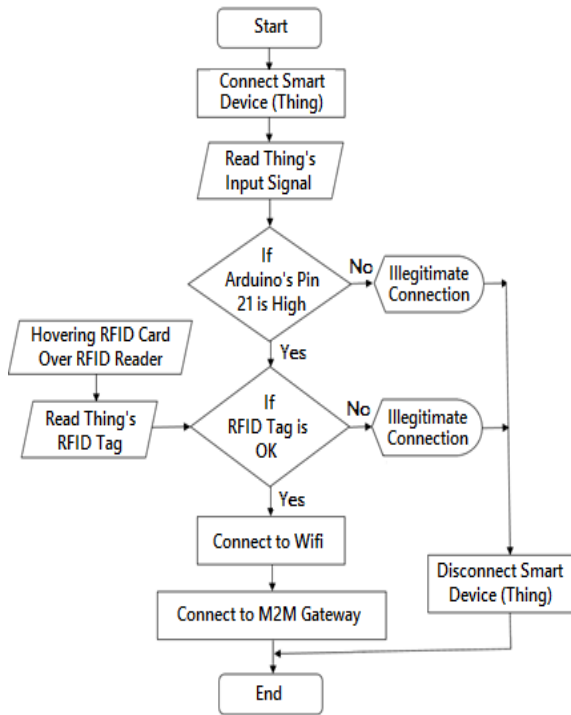 Start
Connect Smart
Device (Thing)
Read Thing's
Input Signal
If
Arduino's Pin
21 is High
No
Illegitimate
Connection
Yes
Hovering RFID Card
Over RFID Reader
Read Thing's
RFID Tag
If
RFID Tag is
OK
No
Illegitimate
Connection
Yes
Connect to Wifi
Disconnect Smart
Device (Thing)
Connect to M2M Gateway
End